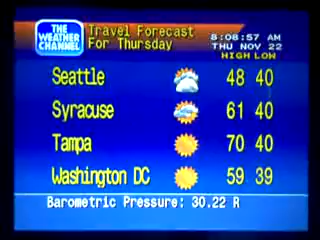 THE
WEATHER
CHANNEL
Travel Forecast
For Thursday
8:08:57 AM
THU NOV 22
HIGH LOW
Seattle 48 40
Syracuse 61 40
Tampa 70 40
Washington DC 59 39
Barometric Pressure: 30.22 R